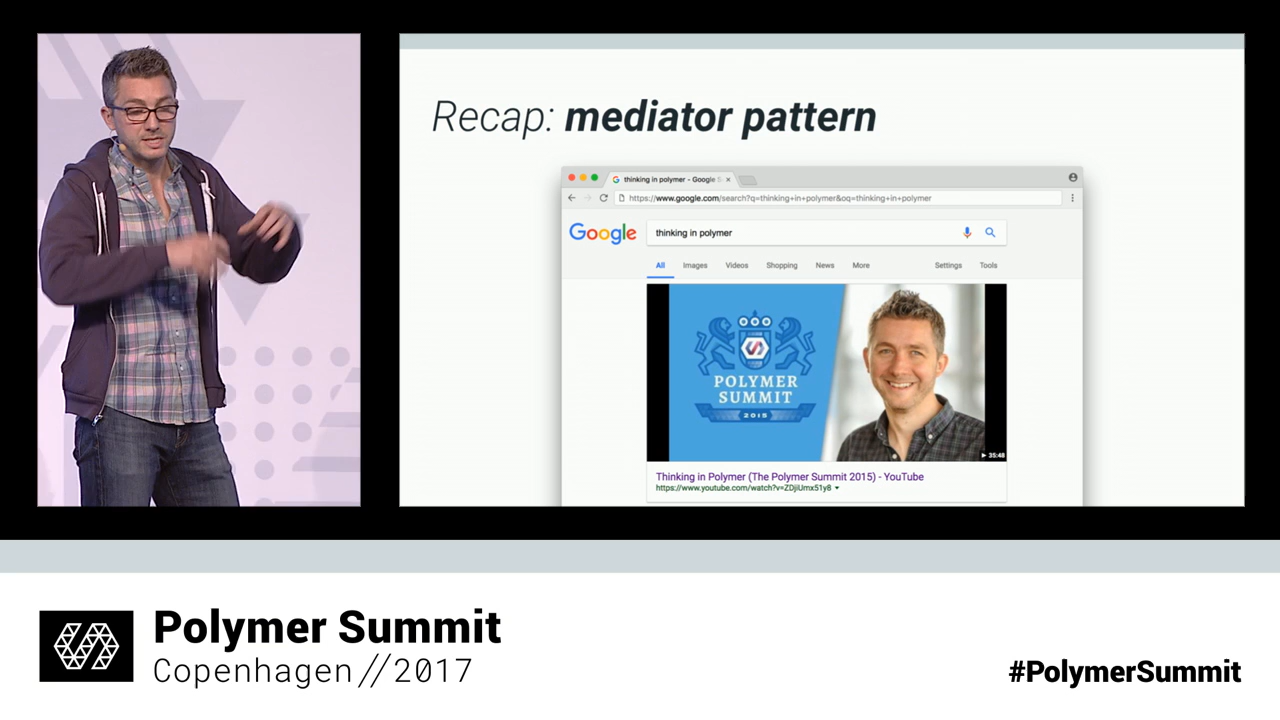 Recap: mediator pattern
thinking in polymer - Google S
https://www.google.com/search?q=thinking+in+polymer&oq=thinking+in+polymer
Google
thinking in polymer
All Images Videos Shopping News More Settings Tools
POLYMER
SUMMIT
2015
35:48
Thinking in Polymer (The Polymer Summit 2015) - YouTube
https://www.youtube.com/watch?v=ZDjiUmx51y8
Polymer Summit
Copenhagen//2017
#PolymerSummit